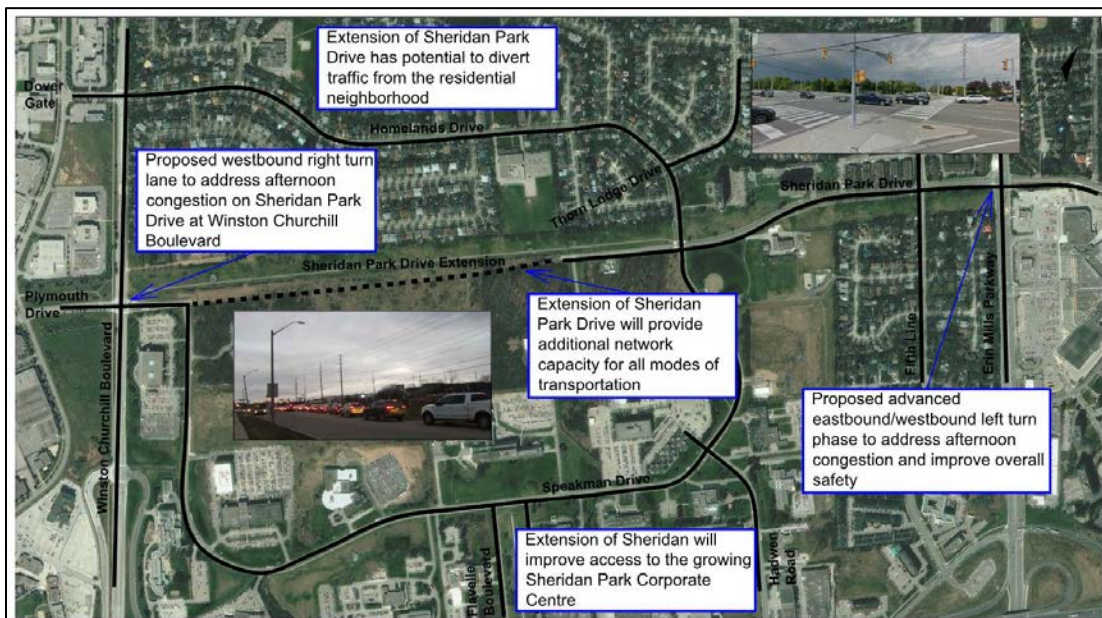 Extension of Sheridan Park
Drive has potential to divert
traffic from the residential
neighborhood
Dover
Gate
Homelands Drive
Proposed westbound right turn
lane to address afternoon
congestion on Sheridan Park
Drive at Winston Churchill
Boulevard
Thorn Lodge Drive
Sheridan Park Drive
Sheridan Park Drive Extension
Plymouth
Drive
Extension of Sheridan
Park Drive will provide
additional network
capacity for all modes of
transportation
Winston Churchill Boulevard
Fifth Line
Erin Mills Parkway
Proposed advanced
eastbound/westbound left turn
phase to address afternoon
congestion and improve overall
safety
Speakman Drive
Extension of Sheridan will
improve access to the growing
Sheridan Park Corporate
Centre
Flavelle
Boulevard
Hadwen
Road